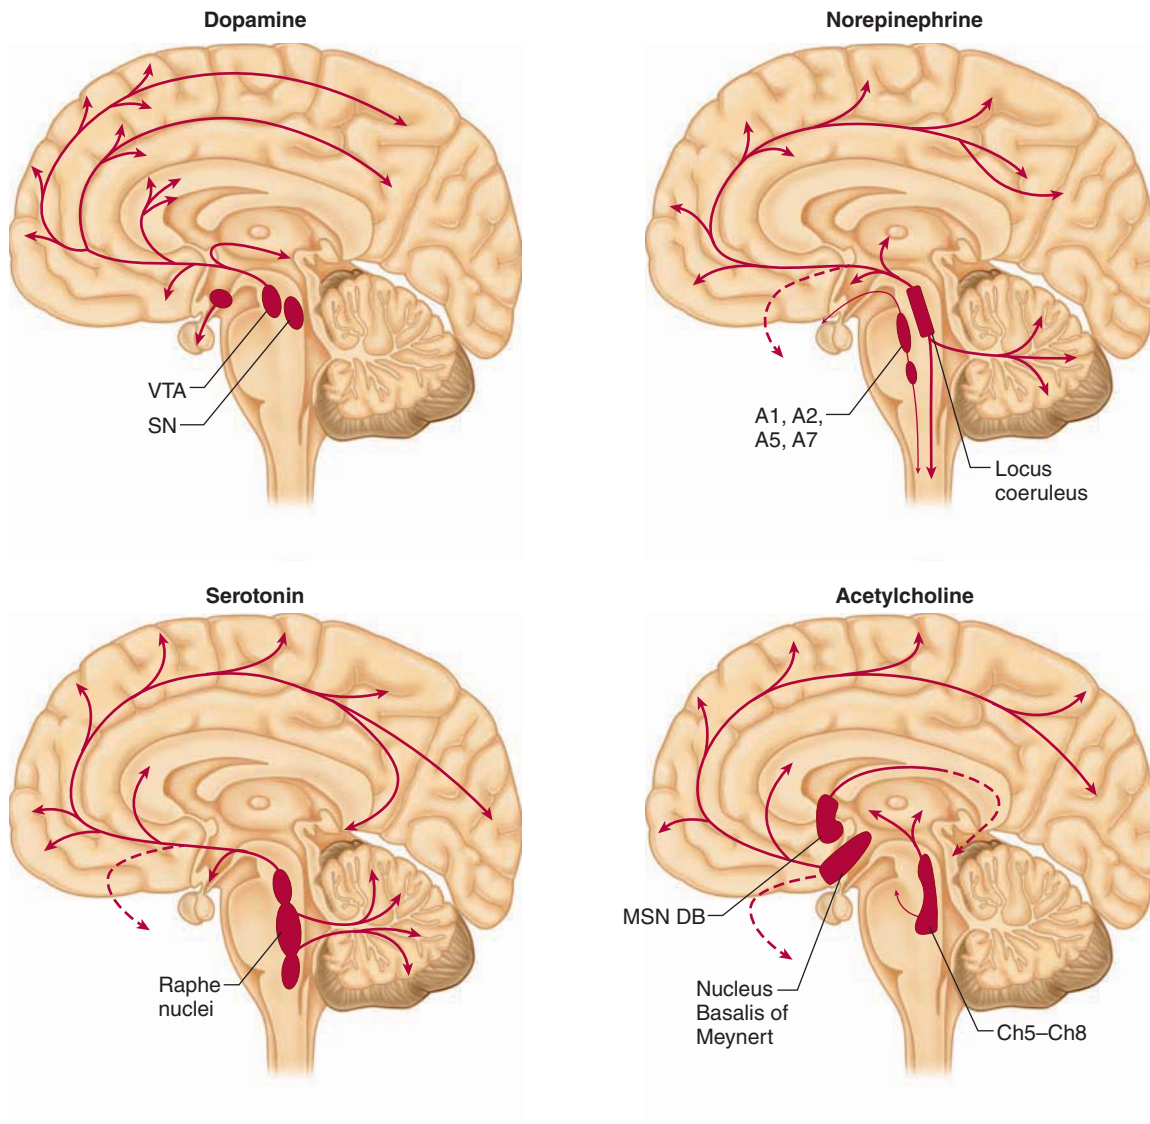 Dopamine
VTA
SN
Norepinephrine
A1, A2,
A5, A7
Locus
coeruleus
Serotonin
Raphe
nuclei
Acetylcholine
MSN DB
Nucleus
Basalis of
Meynert
Ch5–Ch8